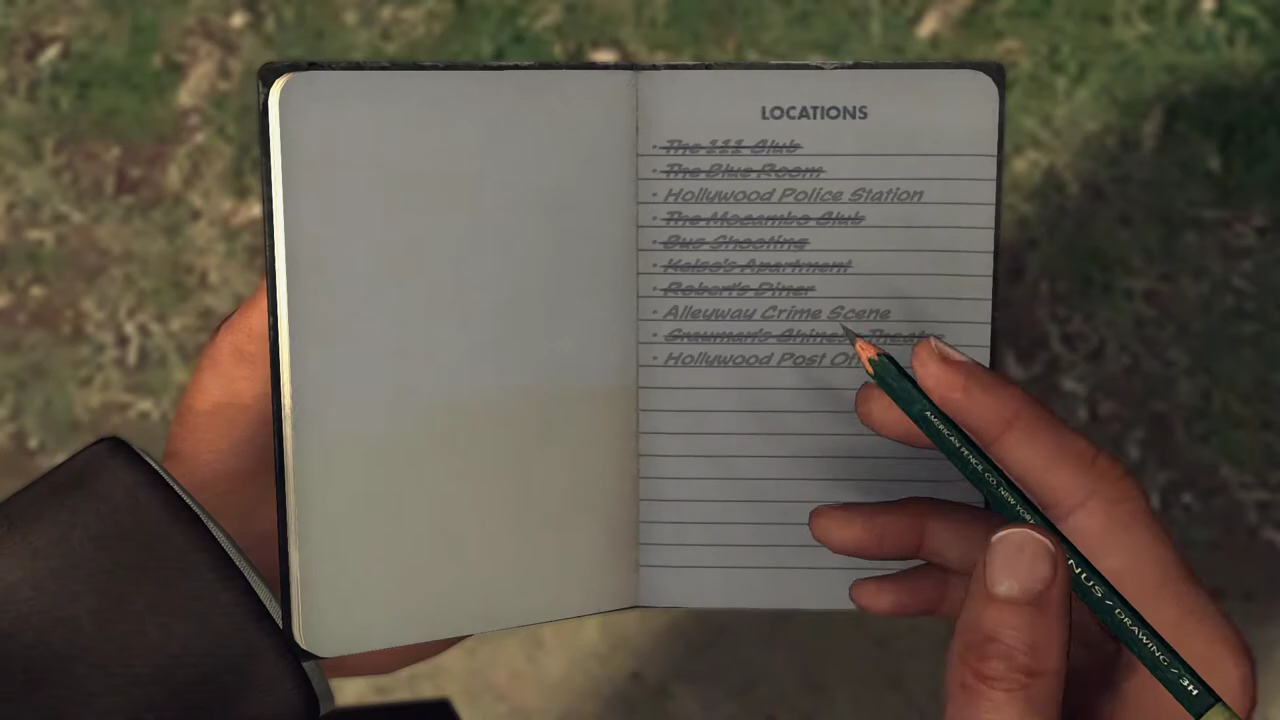 LOCATIONS
· The 111 Club
· The Blue Room
· Hollywood Police Station
· The Mocambo Club
· Bus Shooting
· Kelso's Apartment
· Robert's Diner
· Alleyway Crime Scene
· Grauman's Chinese Theatre
· Hollywood Post
AMERICAN PENCIL CO. NEW YORK
DRAWING / 3H